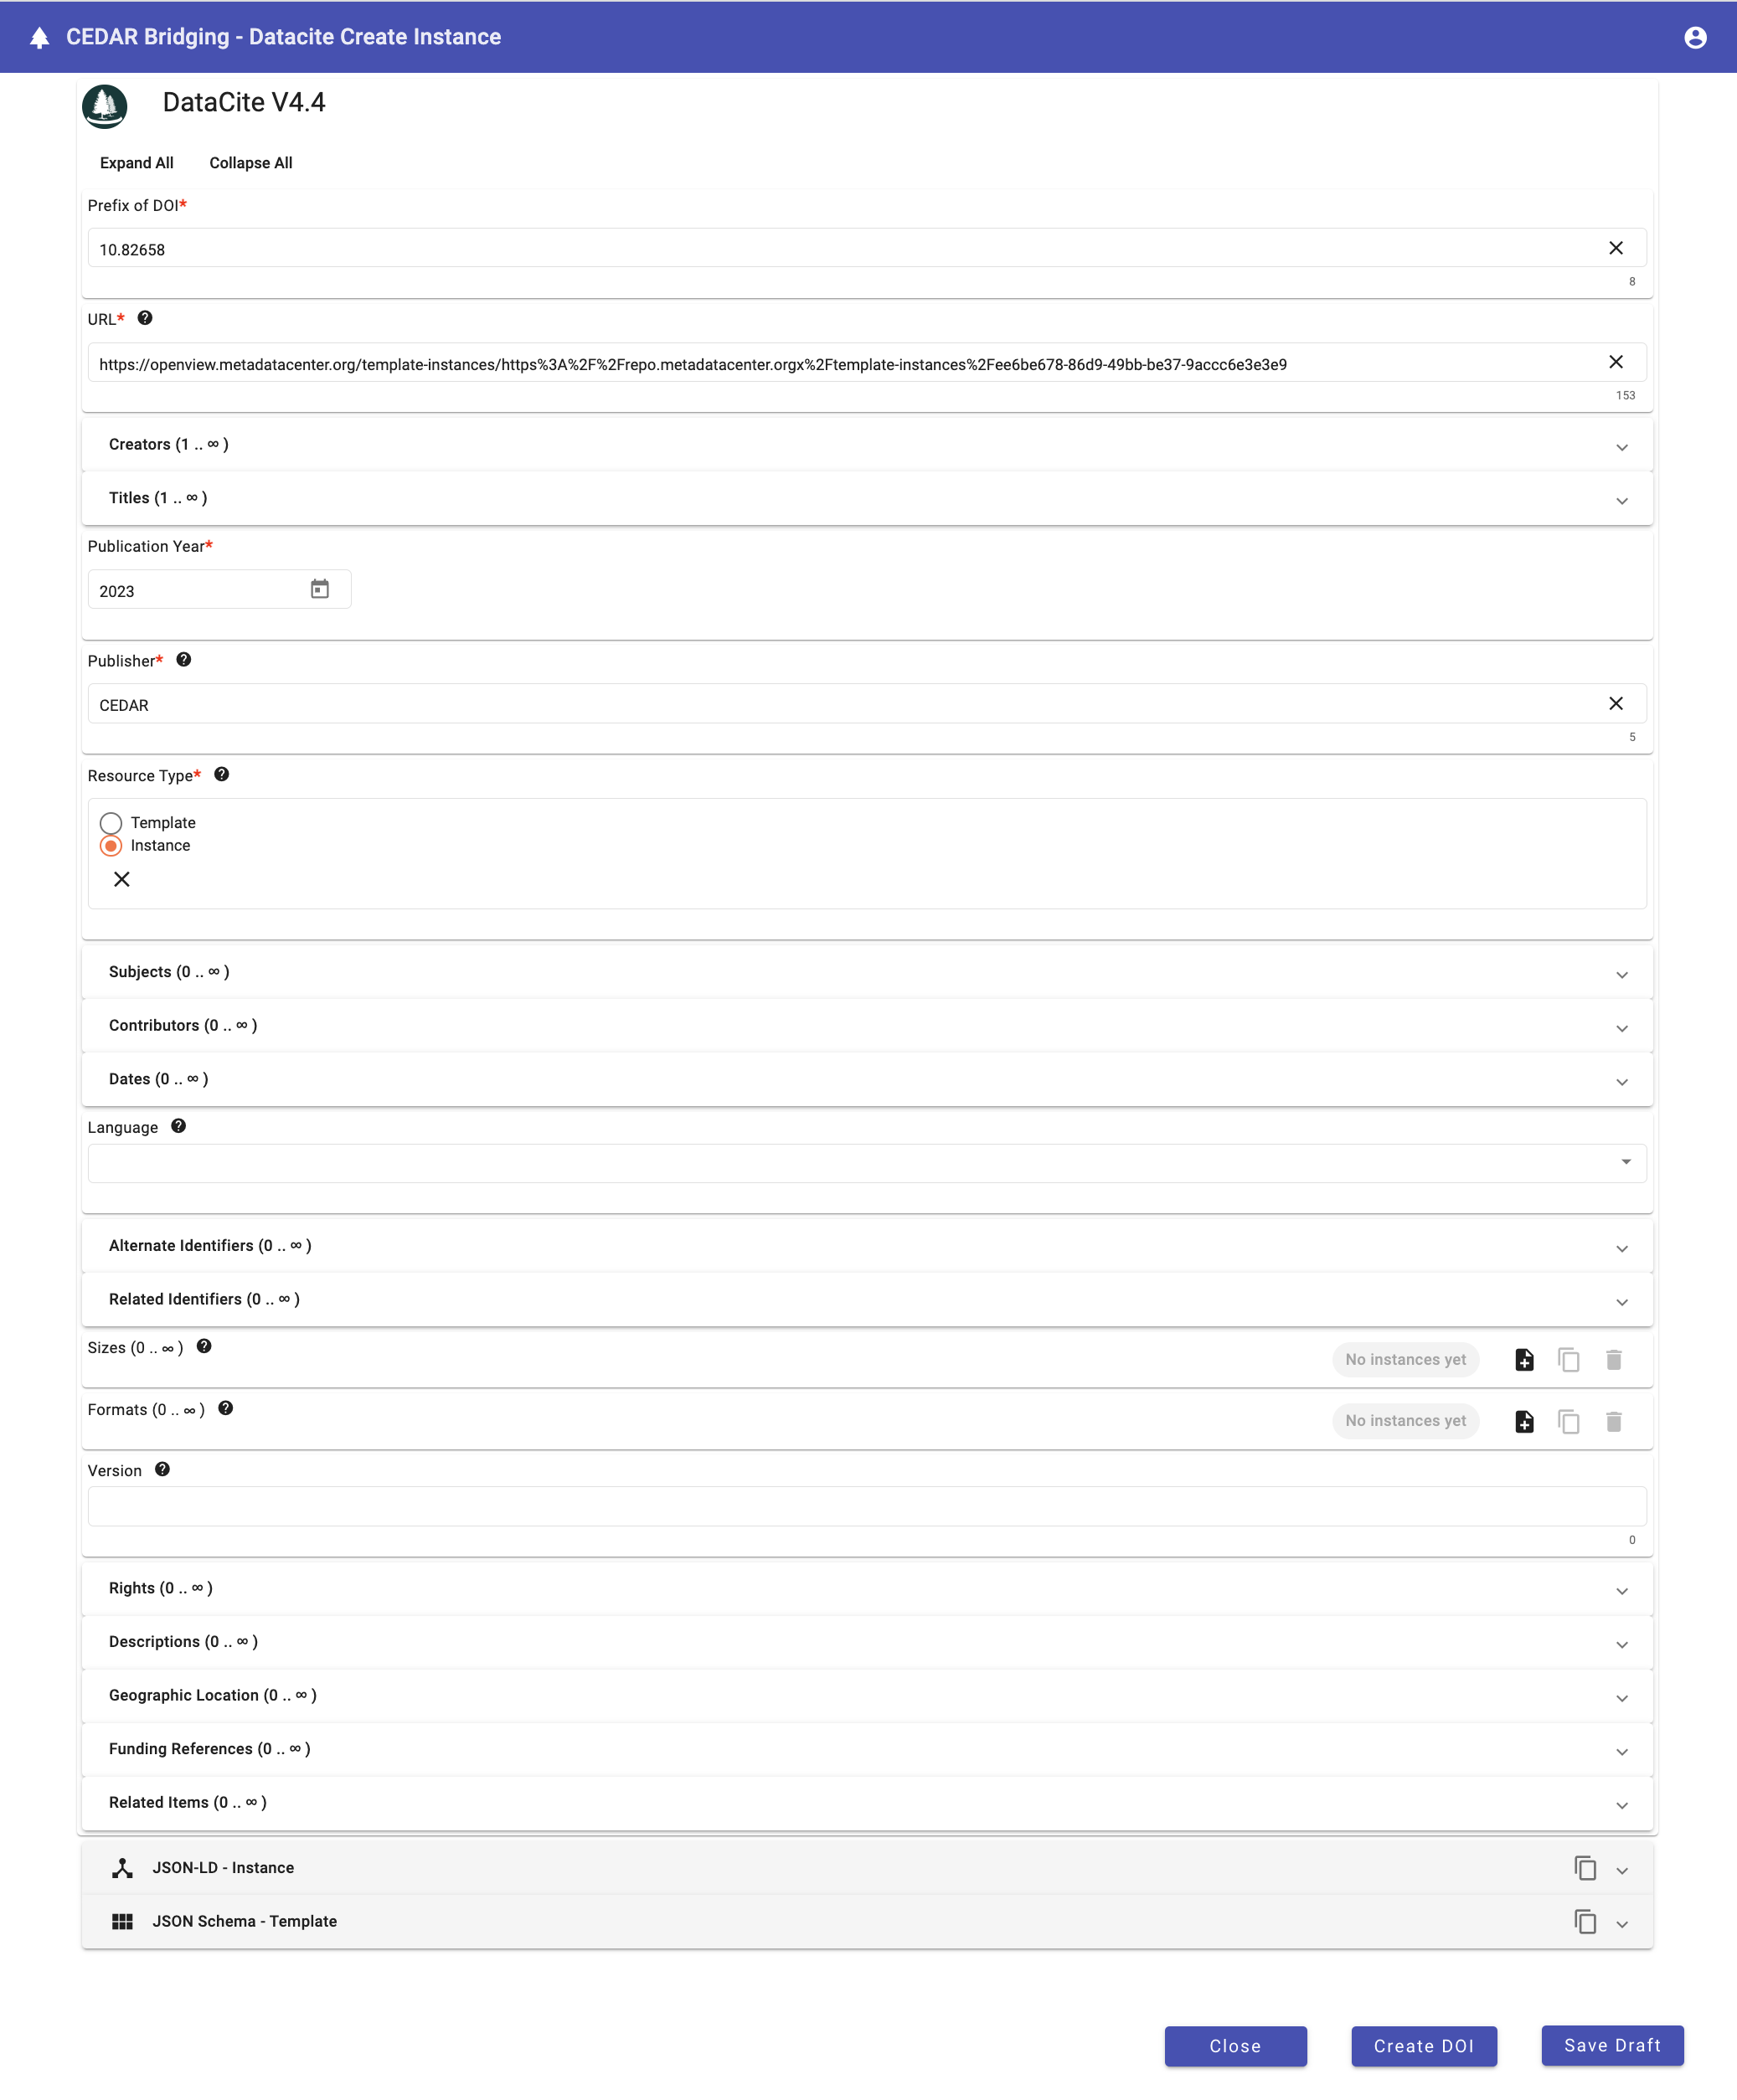 CEDAR Bridging - Datacite Create Instance
DataCite V4.4
Expand All Collapse All
Prefix of DOI*
10.82658
8
URL*
https://openview.metadatacenter.org/template-instances/https%3A%2F%2Frepo.metadatacenter.orgx%2Ftemplate-instances%2Fee6be678-86d9-49bb-be37-9accc6e3e3e9
153
Creators (1 .. ∞ )
Titles (1 .. ∞ )
Publication Year*
2023
Publisher*
CEDAR
5
Resource Type*
Template
Instance
Subjects (0 .. ∞ )
Contributors (0 .. ∞ )
Dates (0 .. ∞ )
Language
Alternate Identifiers (0 .. ∞ )
Related Identifiers (0 .. ∞ )
Sizes (0 .. ∞ ) No instances yet
Formats (0 .. ∞ ) No instances yet
Version
0
Rights (0 .. ∞ )
Descriptions (0 .. ∞ )
Geographic Location (0 .. ∞ )
Funding References (0 .. ∞ )
Related Items (0 .. ∞ )
JSON-LD - Instance
JSON Schema - Template
Close Create DOI Save Draft